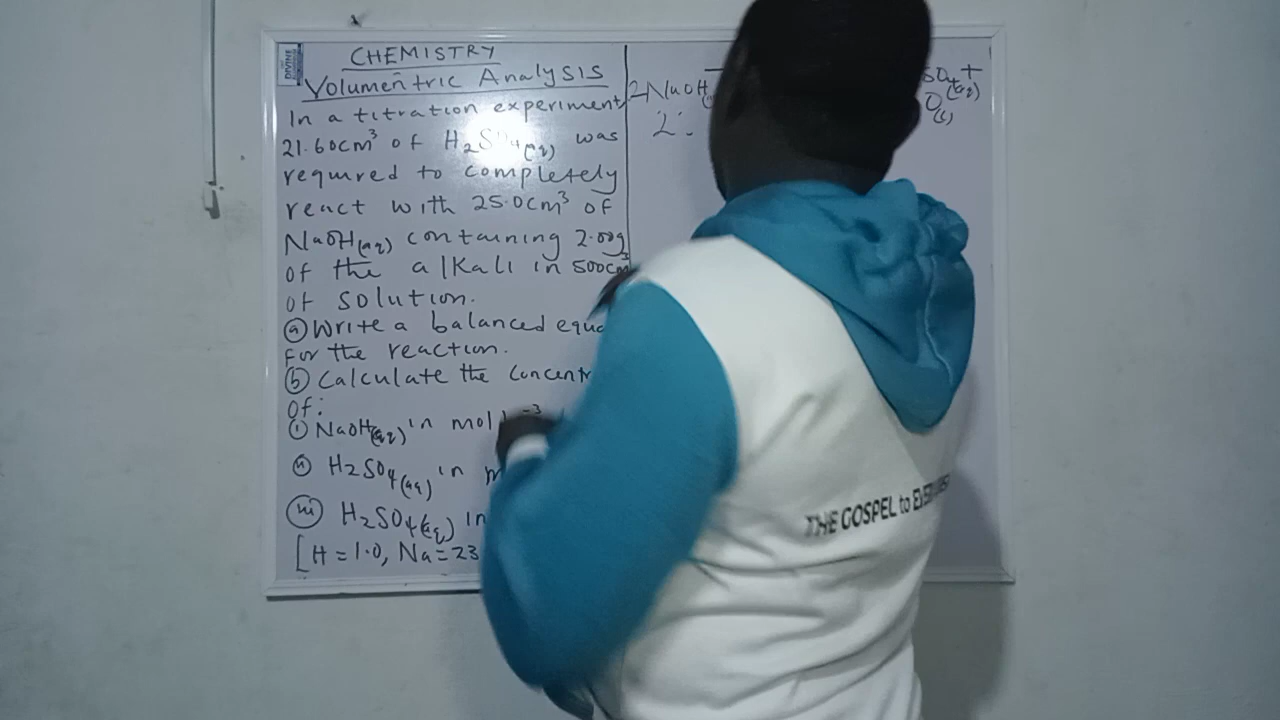 CHEMISTRY
Volumentric Analysis
In a titration experiment,
21.60cm³ of H₂SO₄(aq) was
required to completely
react with 25.0cm³ of
NaOH(aq) containing 2.00g
of the alkali in 500cm³
of solution.
(a) Write a balanced equa
for the reaction.
(b) Calculate the concentr
of:
(i) NaOH(aq) in mol
-3
(ii) H₂SO₄(aq) in m
(iii) H₂SO₄(aq) in
[H=1.0, Na=23
2NaOH
2:
SO₄(aq) +
O(l)
THE GOSPEL to
DIVINE